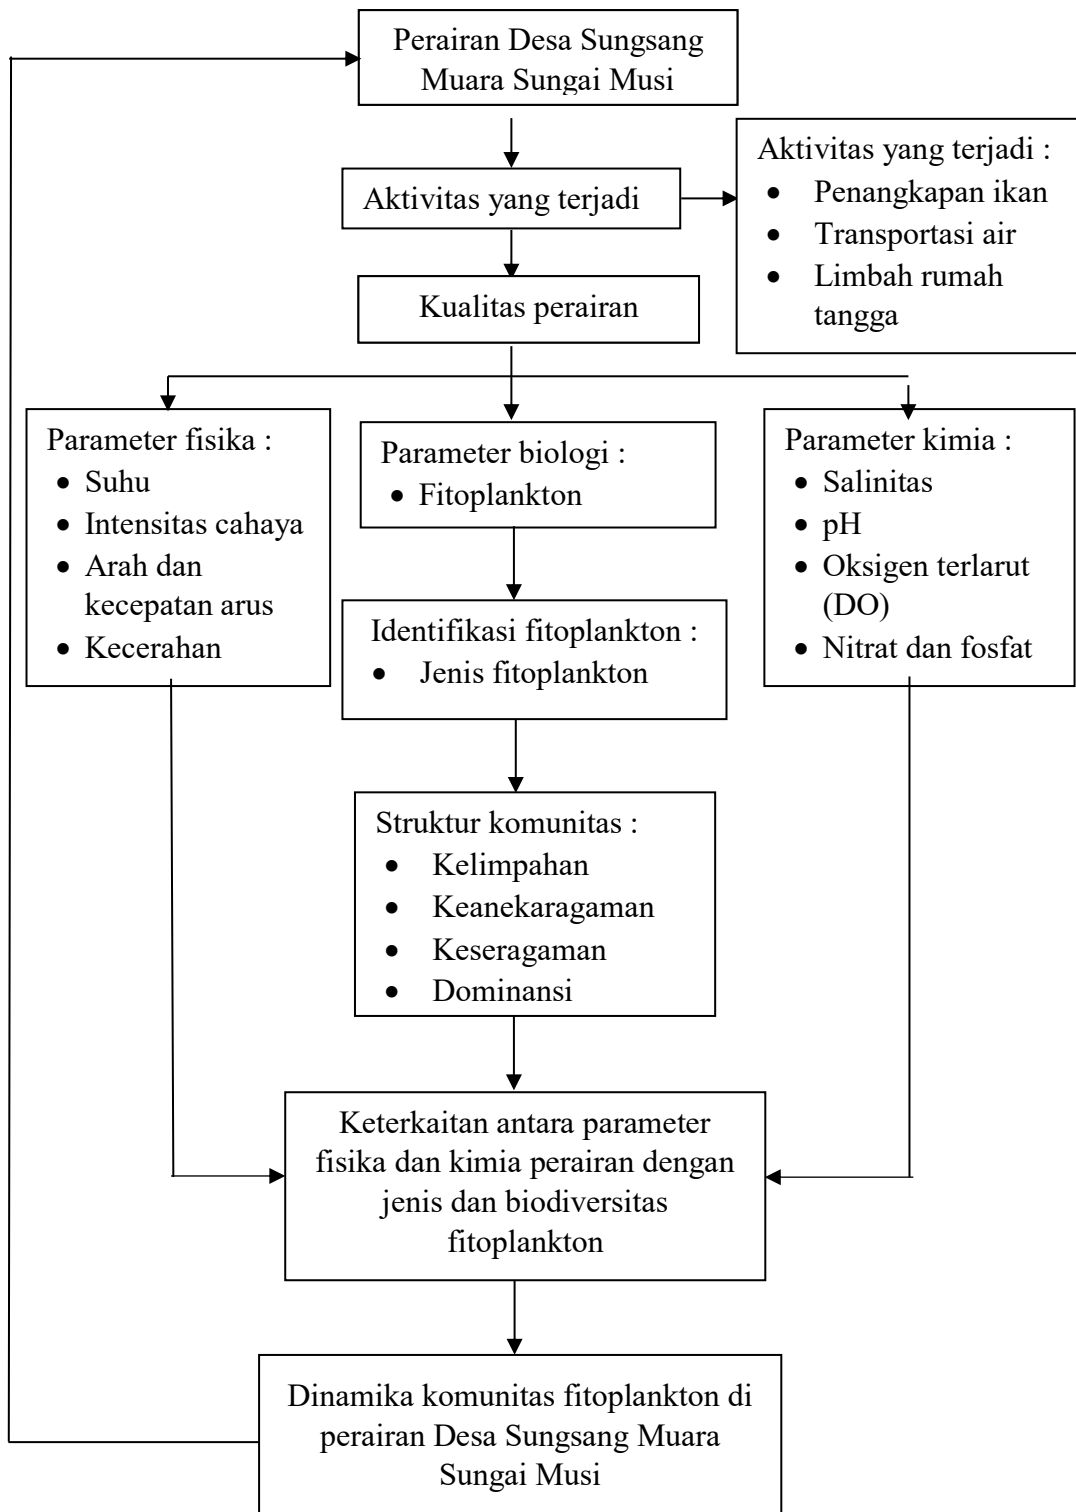 Perairan Desa Sungsang
Muara Sungai Musi
Aktivitas yang terjadi
Aktivitas yang terjadi :
• Penangkapan ikan
• Transportasi air
• Limbah rumah
tangga
Kualitas perairan
Parameter fisika :
• Suhu
• Intensitas cahaya
• Arah dan
kecepatan arus
• Kecerahan
Parameter biologi :
• Fitoplankton
Parameter kimia :
• Salinitas
• pH
• Oksigen terlarut
(DO)
• Nitrat dan fosfat
Identifikasi fitoplankton :
• Jenis fitoplankton
Struktur komunitas :
• Kelimpahan
• Keanekaragaman
• Keseragaman
• Dominansi
Keterkaitan antara parameter
fisika dan kimia perairan dengan
jenis dan biodiversitas
fitoplankton
Dinamika komunitas fitoplankton di
perairan Desa Sungsang Muara
Sungai Musi